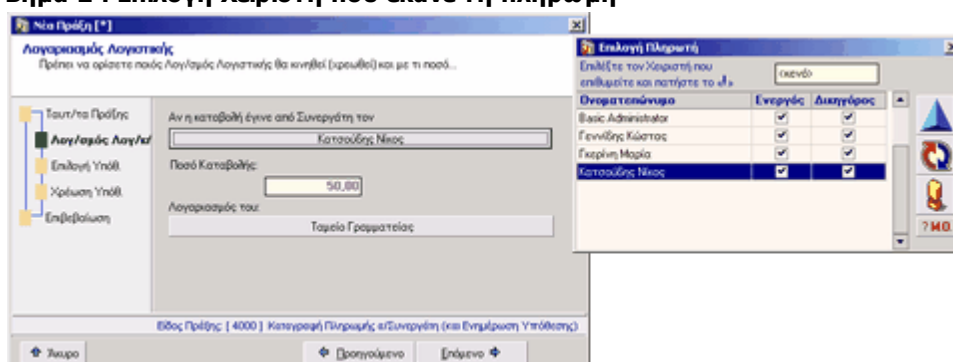 Βήμα 2 : Επιλογή Χειριστή που έκανε τη πληρωμή
Νέα Πράξη [*]
Λογαριασμός Λογιστικής
Πρέπει να ορίσετε ποιός Λογ/σμός Λογιστικής θα κινηθεί (χρεωθεί) και με τι ποσό...
Ταυτ/τα Πράξης
Λογ/σμός Λογ/κή
Επιλογή Υπόθ.
Χρέωση Υπόθ.
Επιβεβαίωση
Αν η καταβολή έγινε από Συνεργάτη τον
Κατσούδης Νίκος
Ποσό Καταβολής:
50,00
Λογαριασμός του:
Ταμείο Γραμματείας
Είδος Πράξης: [ 4000 ] Καταγραφή Πληρωμής α/Συνεργάτη (και Ενημέρωση Υπόθεσης)
Άκυρο
Προηγούμενο
Επόμενο
Επιλογή Πληρωτή
Επιλέξτε τον Χειριστή που
επιθυμείτε και πατήστε το
<κενό>
Ονοματεπώνυμο Ενεργός Δικηγόρος
Basic Administrator
Γεννίδης Κώστας
Γκερίνη Μαρία
Κατσούδης Νίκος
? Μ.Ο.